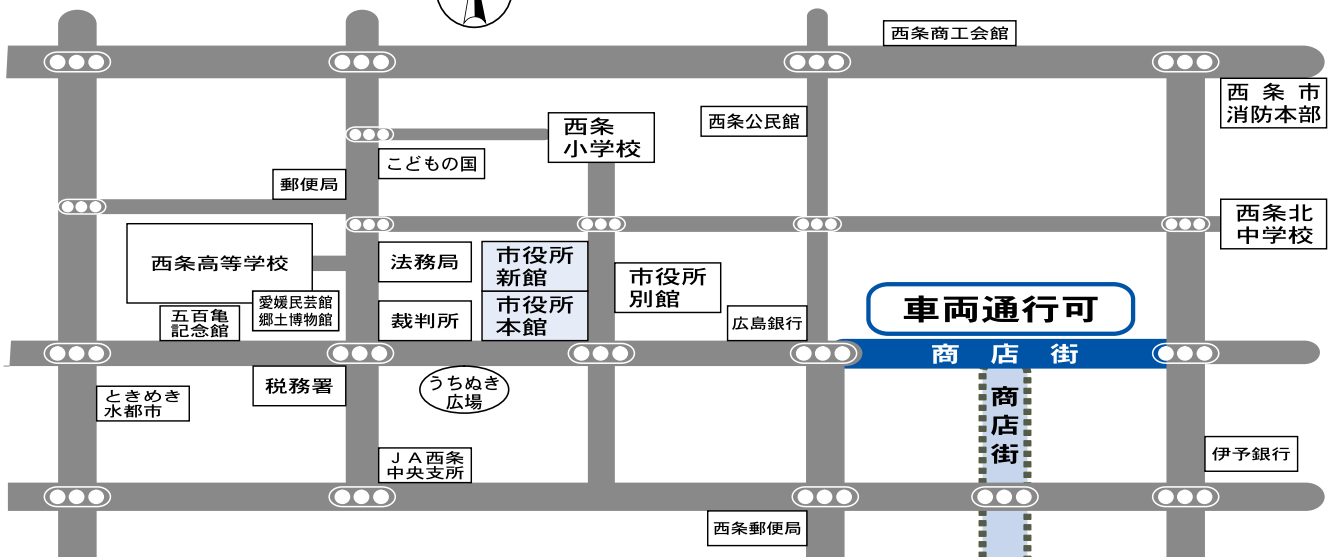 西条商工会館
西条市
消防本部
西条公民館
西条
小学校
こどもの国
郵便局
西条北
中学校
西条高等学校
法務局
市役所
新館
市役所
別館
愛媛民芸館
郷土博物館
五百亀
記念館
裁判所
市役所
本館
広島銀行
車両通行可
商店街
税務署
うちぬき
広場
ときめき
水都市
商店街
JA西条
中央支所
伊予銀行
西条郵便局